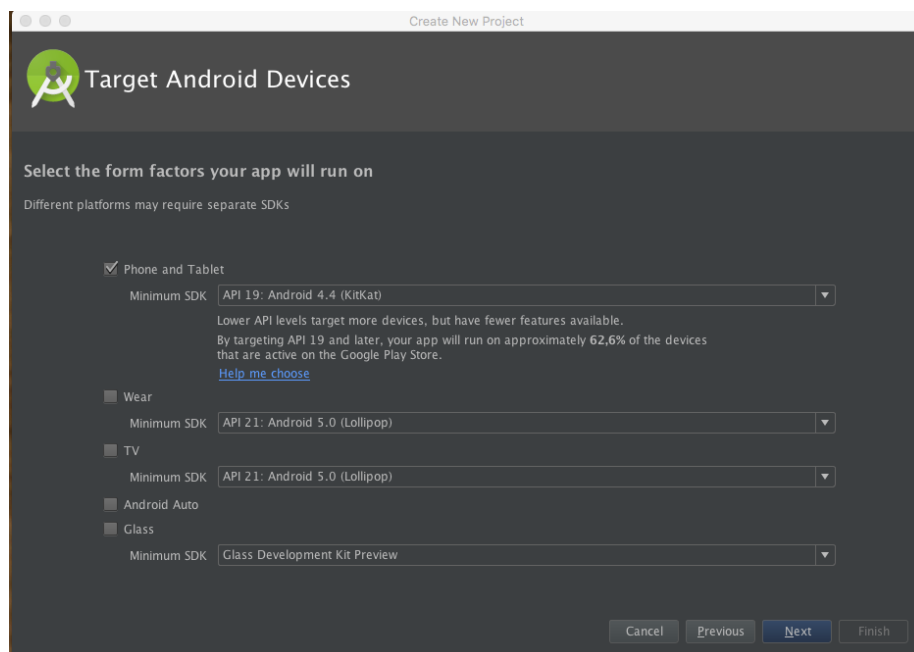 Create New Project
Target Android Devices
Select the form factors your app will run on
Different platforms may require separate SDKs
Phone and Tablet
Minimum SDK API 19: Android 4.4 (KitKat)
Lower API levels target more devices, but have fewer features available.
By targeting API 19 and later, your app will run on approximately 62,6% of the devices
that are active on the Google Play Store.
Help me choose
Wear
Minimum SDK API 21: Android 5.0 (Lollipop)
TV
Minimum SDK API 21: Android 5.0 (Lollipop)
Android Auto
Glass
Minimum SDK Glass Development Kit Preview
Cancel Previous Next Finish